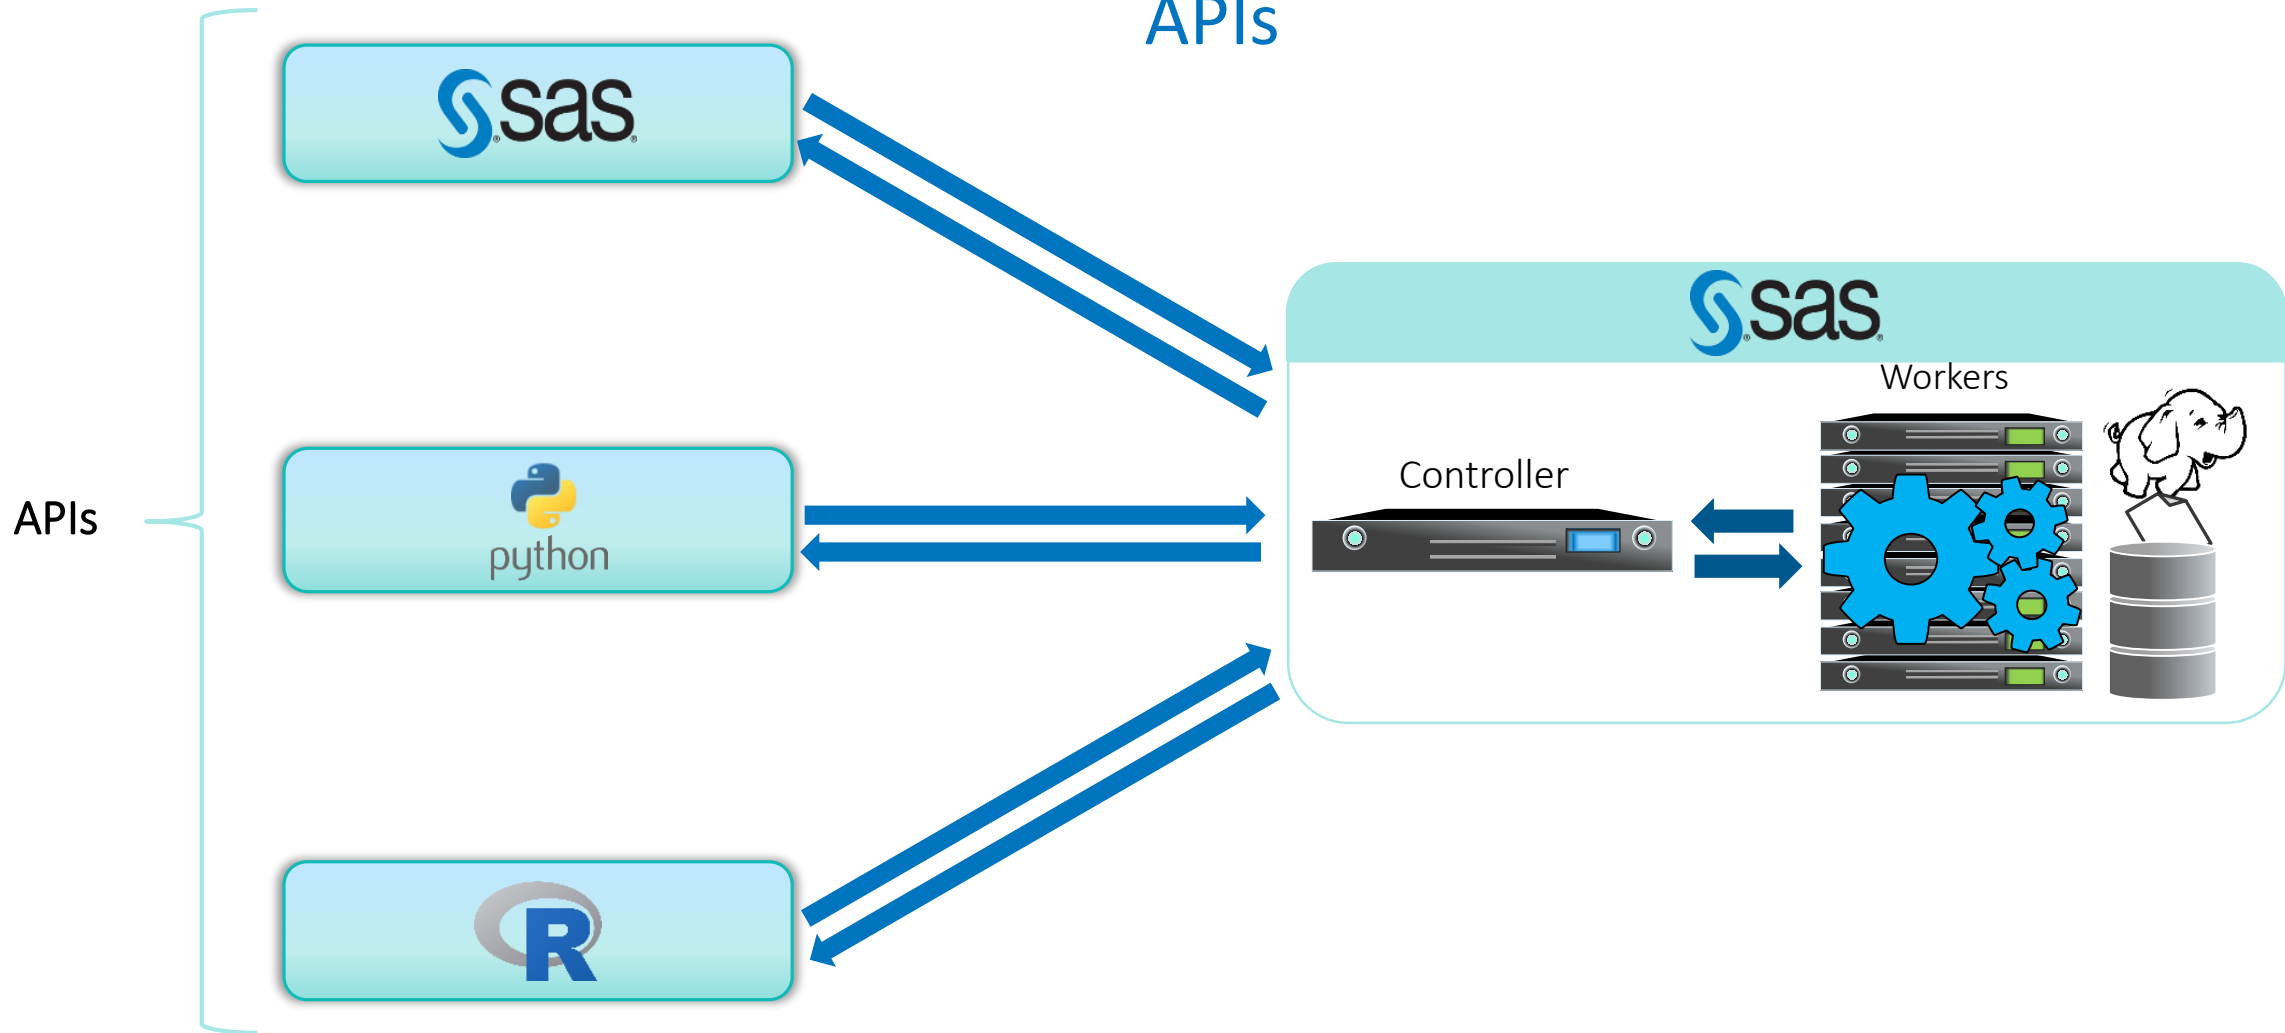 APIs
sas
APIs
python
R
sas
Workers
Controller